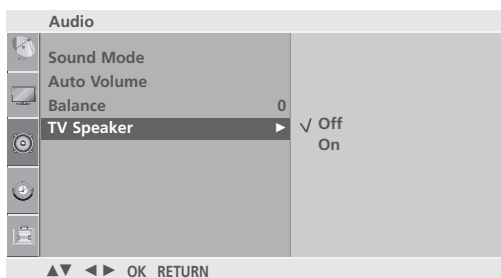 Audio
Sound Mode
Auto Volume
Balance 0
TV Speaker ► √ Off
On
▲▼ ◄ ► OK RETURN